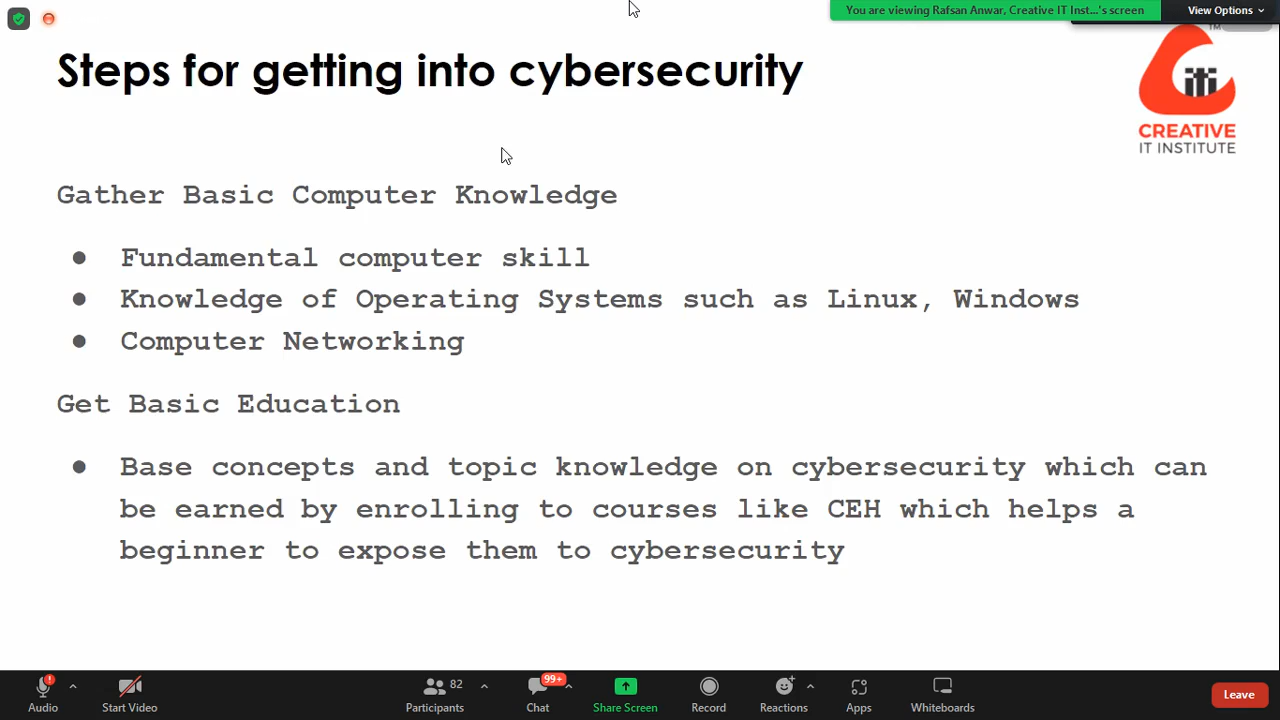 You are viewing Rafsan Anwar, Creative IT Inst...'s screen
View Options
Steps for getting into cybersecurity
TM
iti
CREATIVE
IT INSTITUTE
Gather Basic Computer Knowledge
● Fundamental computer skill
● Knowledge of Operating Systems such as Linux, Windows
● Computer Networking
Get Basic Education
● Base concepts and topic knowledge on cybersecurity which can
be earned by enrolling to courses like CEH which helps a
beginner to expose them to cybersecurity
82
99+
Audio
Start Video
Participants
Chat
Share Screen
Record
Reactions
Apps
Whiteboards
Leave